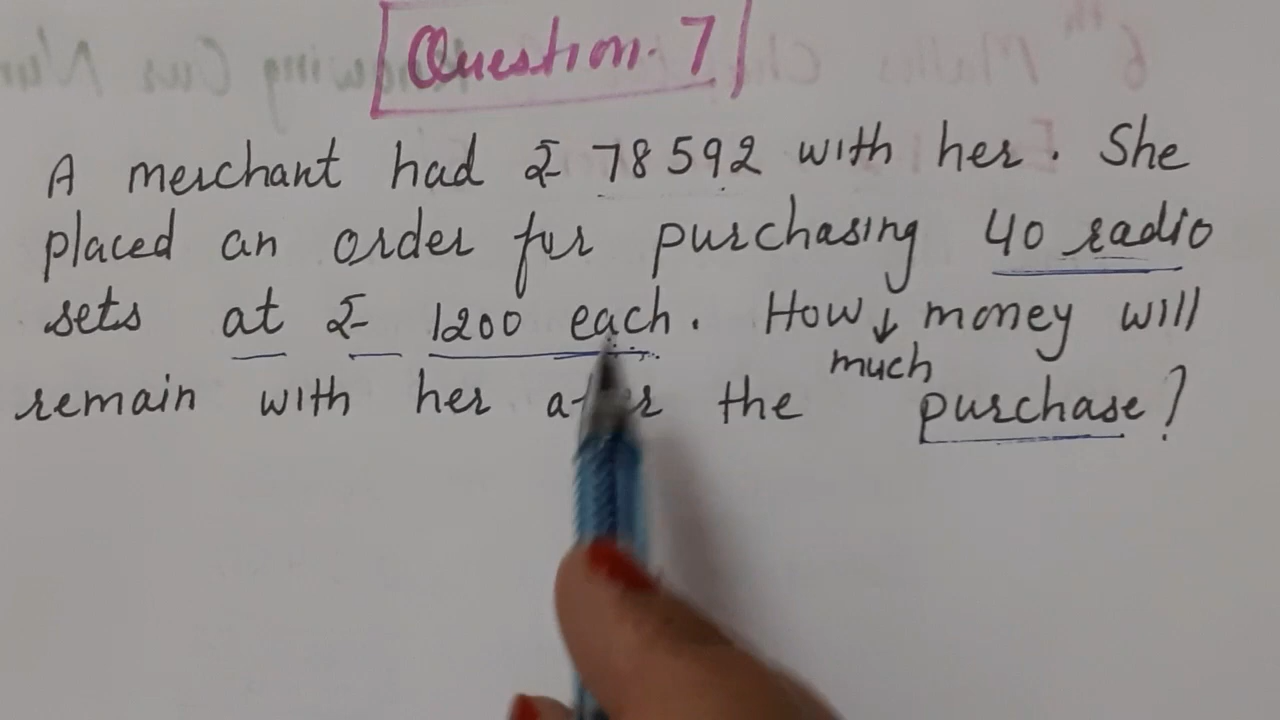 Question. 7
A merchant had ₹ 78592 with her. She
placed an order for purchasing 40 radio
sets at ₹ 1200 each. How ↓ money will
much
remain with her the purchase?